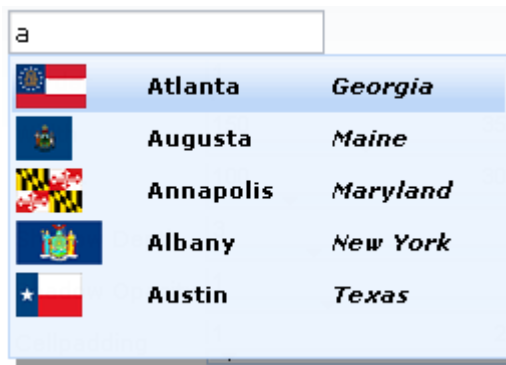 a
Atlanta Georgia
Augusta Maine
Annapolis Maryland
Albany New York
Austin Texas